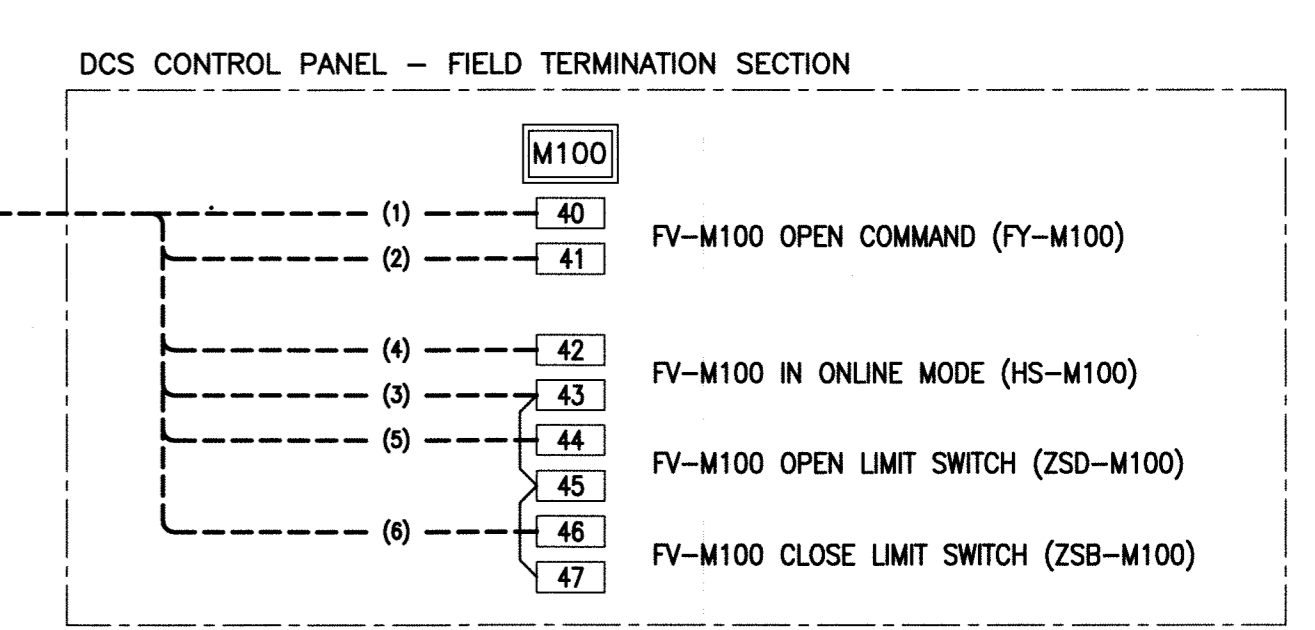 DCS CONTROL PANEL – FIELD TERMINATION SECTION
M100
(1) 40
FV–M100 OPEN COMMAND (FY–M100)
(2) 41
(4) 42
FV–M100 IN ONLINE MODE (HS–M100)
(3) 43
(5) 44
FV–M100 OPEN LIMIT SWITCH (ZSD–M100)
45
(6) 46
FV–M100 CLOSE LIMIT SWITCH (ZSB–M100)
47